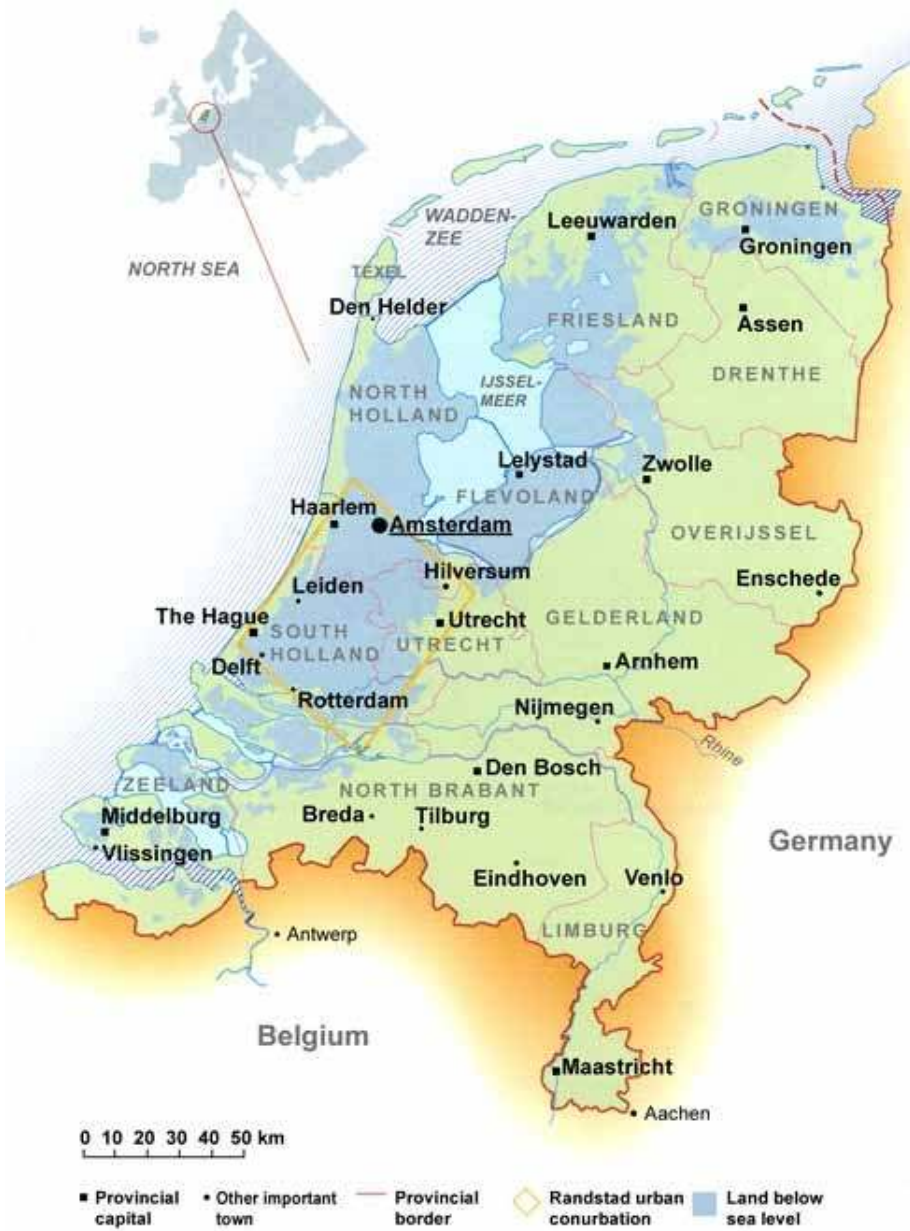 WADDEN-
ZEE
NORTH SEA
TEXEL
Den Helder
Leeuwarden
GRONINGEN
Groningen
FRIESLAND
Assen
DRENTHE
NORTH
HOLLAND
IJSSEL-
MEER
Lelystad
FLEVOLAND
Zwolle
Haarlem
Amsterdam
OVERIJSSEL
Hilversum
Enschede
Leiden
GELDERLAND
The Hague
SOUTH
HOLLAND
Utrecht
UTRECHT
Delft
Arnhem
Rotterdam
Nijmegen
Rhine
Den Bosch
ZEELAND
NORTH BRABANT
Middelburg
Breda
Tilburg
Vlissingen
Germany
Eindhoven
Venlo
LIMBURG
Antwerp
Belgium
Maastricht
Aachen
0 10 20 30 40 50 km
Provincial
capital
Other important
town
Provincial
border
Randstad urban
conurbation
Land below
sea level